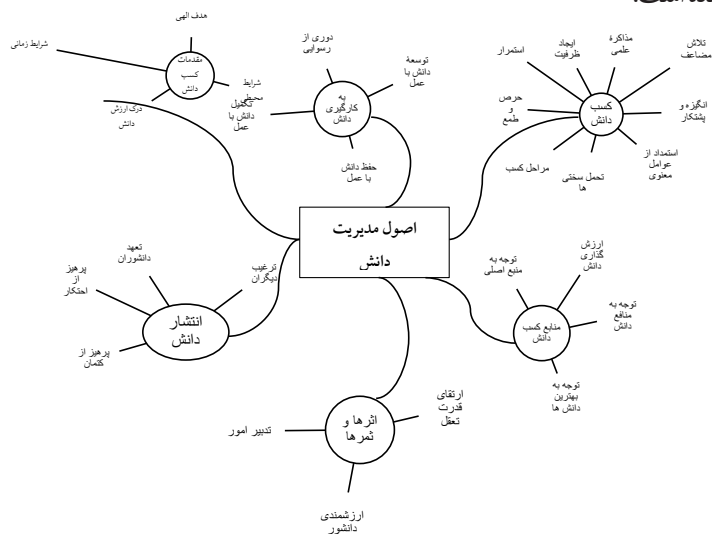 هدف الهی
شرایط زمانی
مقدمات
کسب
دانش
شرایط
محیطی
درک ارزش
دانش
دوری از
رسوایی
توسعۀ
دانش با
عمل
به
کارگیری
دانش
تکمیل
دانش با
عمل
حفظ دانش
با عمل
استمرار
ایجاد
ظرفیت
مذاکرۀ
علمی
تلاش
مضاعف
کسب
دانش
حرص
و
طمع
انگیزه و
پشتکار
مراحل کسب
تحمل سختی
ها
استمداد از
عوامل
معنوی
اصول مدیریت
دانش
تعهد
دانشوران
ترغیب
دیگران
پرهیز
از
احتکار
انتشار
دانش
پرهیز از
کتمان
توجه به
منبع اصلی
ارزش
گذاری
دانش
منابع کسب
دانش
توجه به
منافع
دانش
توجه به
بهترین
دانش ها
اثرها و
ثمرها
تدبیر امور
ارتقای
قدرت
تعقل
ارزشمندی
دانشور